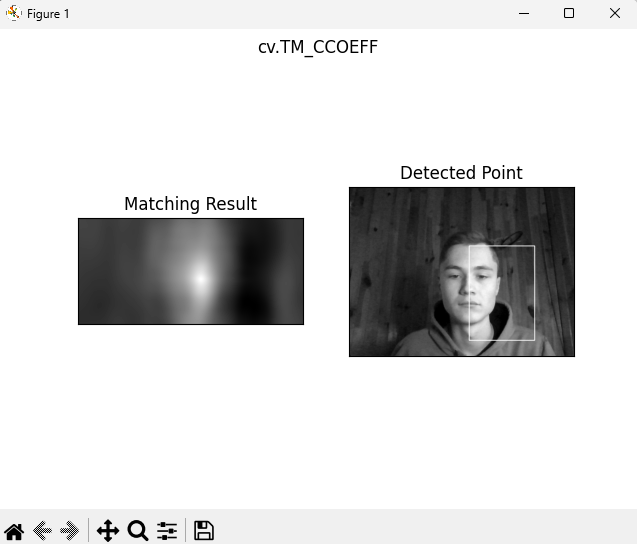 Figure 1
cv.TM_CCOEFF
Matching Result
Detected Point